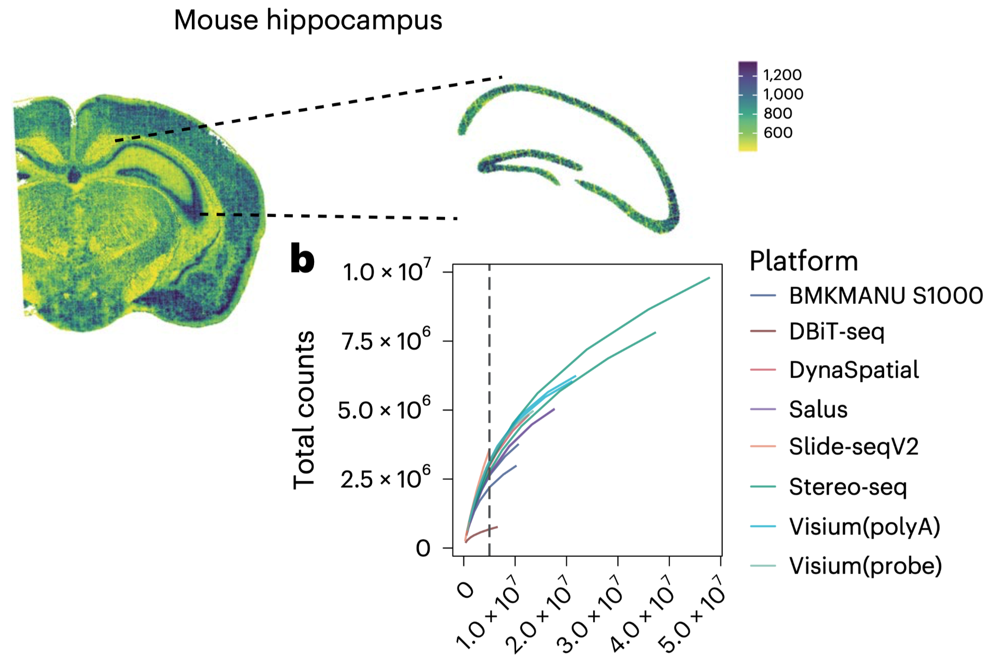 Mouse hippocampus
1,200
1,000
800
600
b
Total counts
1.0 × 10⁷
7.5 × 10⁶
5.0 × 10⁶
2.5 × 10⁶
0
0
1.0 × 10⁷
2.0 × 10⁷
3.0 × 10⁷
4.0 × 10⁷
5.0 × 10⁷
Platform
BMKMANU S1000
DBiT-seq
DynaSpatial
Salus
Slide-seqV2
Stereo-seq
Visium(polyA)
Visium(probe)